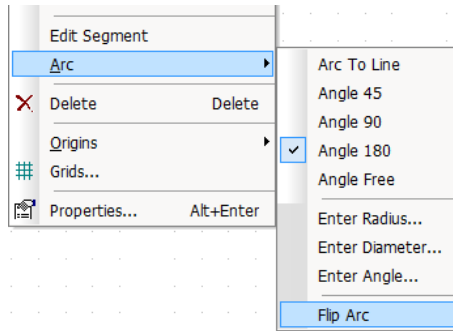 Edit Segment
Arc
Delete Delete
Origins
Grids...
Properties... Alt+Enter
Arc To Line
Angle 45
Angle 90
Angle 180
Angle Free
Enter Radius...
Enter Diameter...
Enter Angle...
Flip Arc